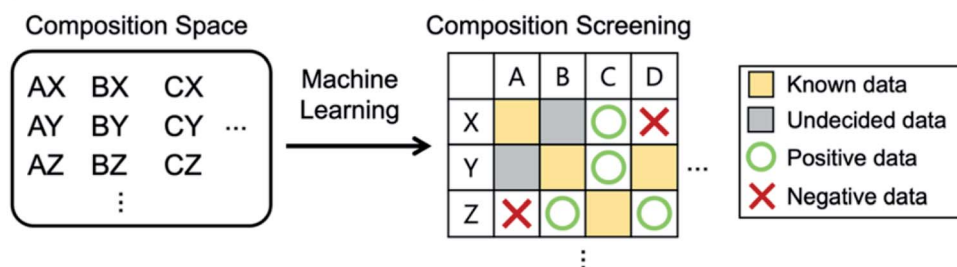 Composition Space
AX BX CX
AY BY CY ...
AZ BZ CZ
⋮
Machine
Learning
Composition Screening
A B C D
X
Y ...
Z
⋮
Known data
Undecided data
Positive data
Negative data